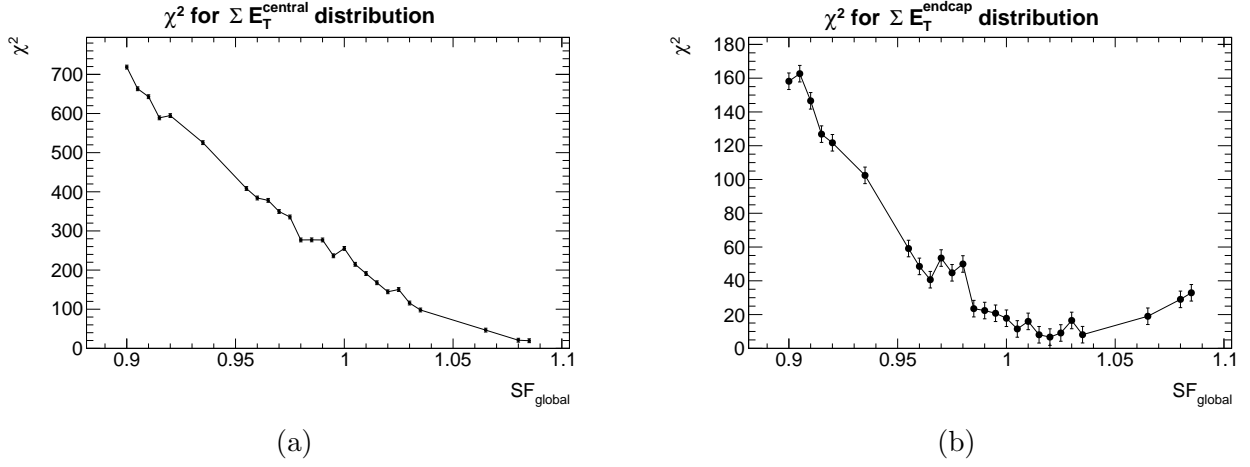 χ² for Σ E_T^central distribution
χ²
700
600
500
400
300
200
100
0
0.9 0.95 1 1.05 1.1
SF_global
(a)
χ² for Σ E_T^endcap distribution
χ²
180
160
140
120
100
80
60
40
20
0
0.9 0.95 1 1.05 1.1
SF_global
(b)